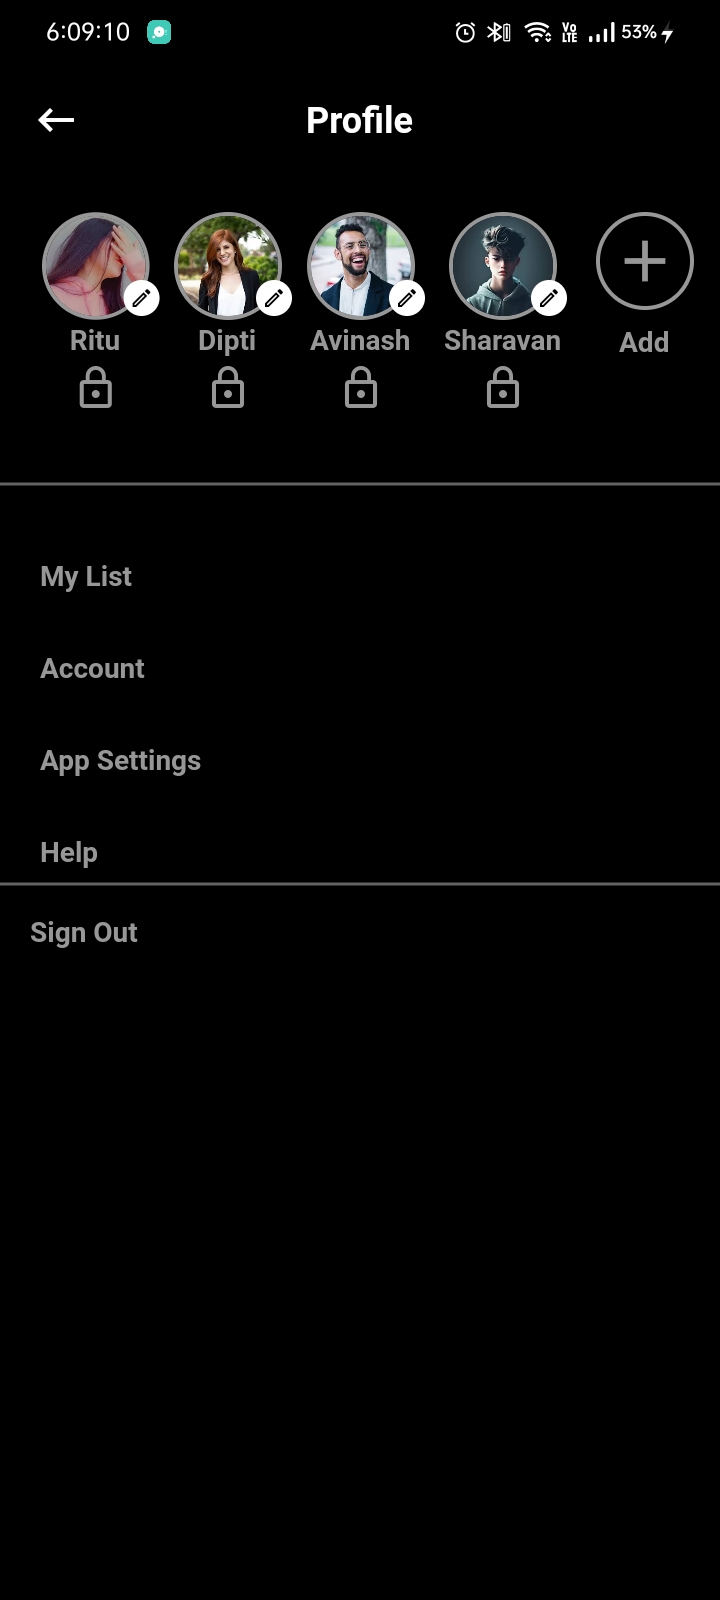 6:09:10
Vo LTE 53%
Profile
Ritu Dipti Avinash Sharavan Add
My List
Account
App Settings
Help
Sign Out